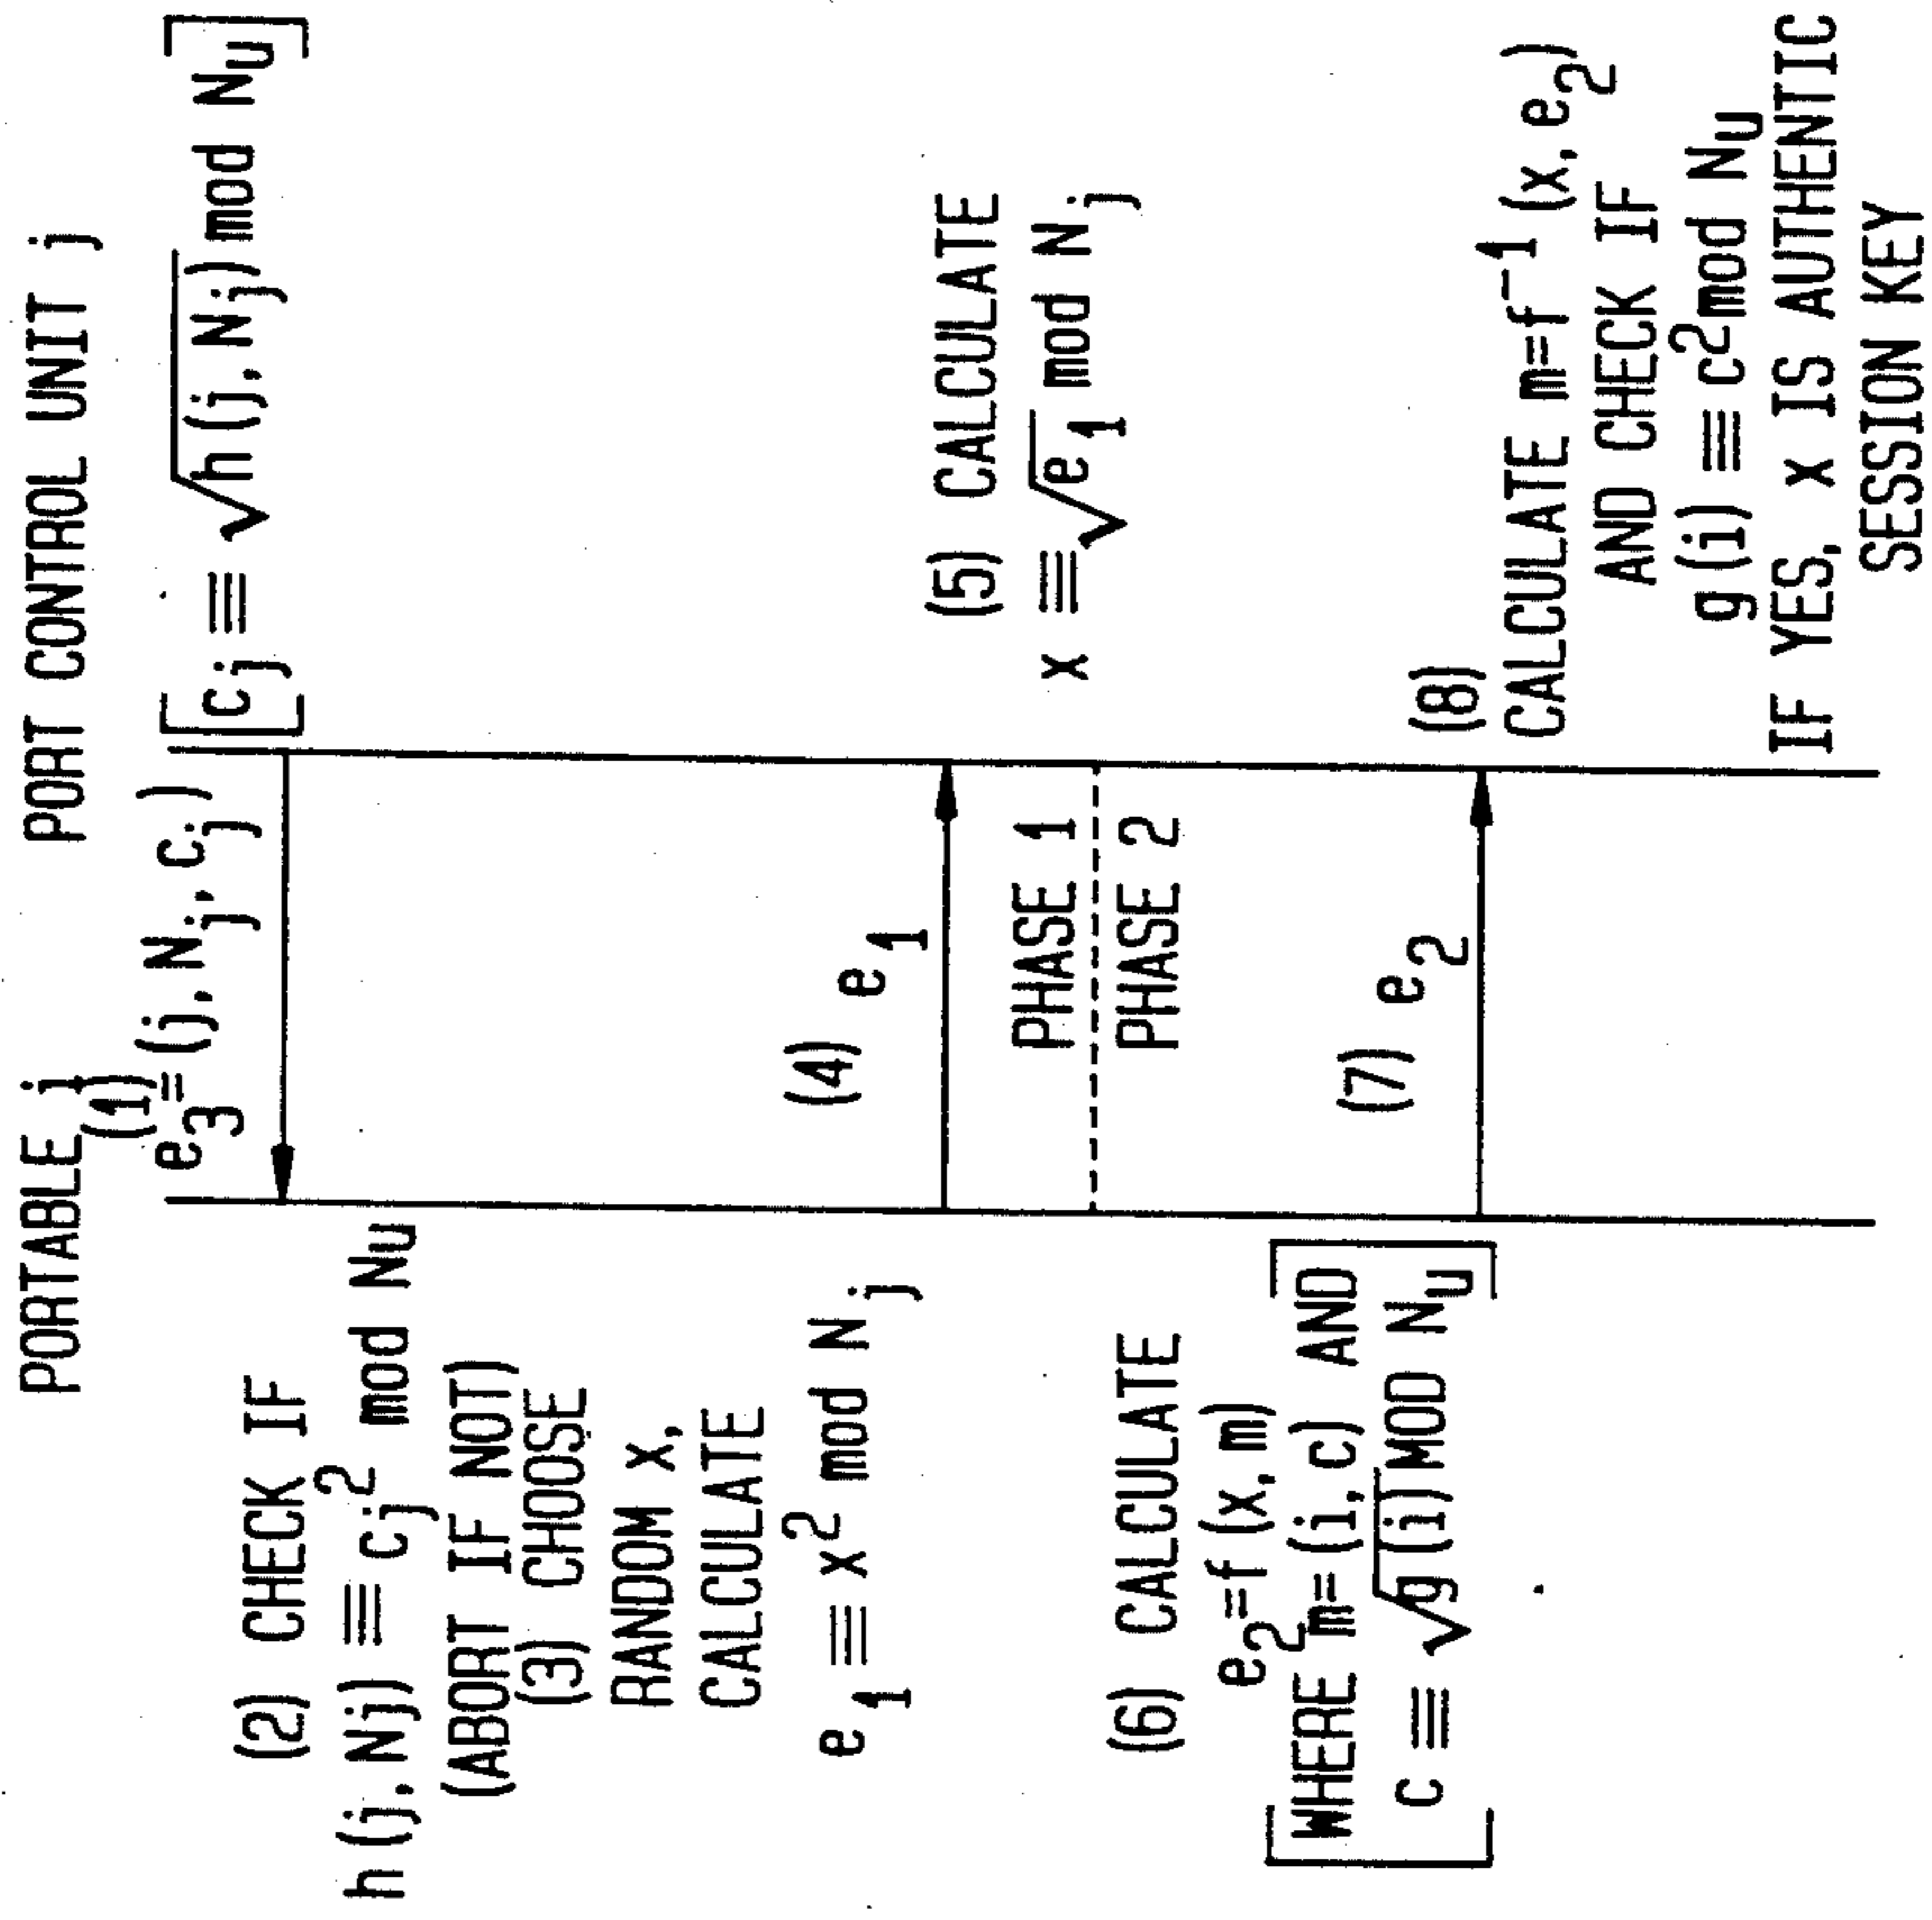 PORTABLE i
PORT CONTROL UNIT j
(1)
e₃≡(j, Nⱼ, cⱼ)
[cⱼ ≡ √h(j, Nj) mod Nu]
(2) CHECK IF
h(j, Nj) ≡ cⱼ² mod Nu
(ABORT IF NOT)
(3) CHOOSE
RANDOM x,
CALCULATE
e₁ ≡ x² mod Nⱼ
(4) e₁
(5) CALCULATE
x ≡ √e₁ mod Nⱼ
PHASE 1
PHASE 2
(6) CALCULATE
e₂=f(x, m)
[WHERE m=(i, c) AND
c ≡ √g(i) MOD Nu]
(7) e₂
(8)
CALCULATE m=f⁻¹ (x, e₂)
AND CHECK IF
g(i) ≡ c² mod Nu
IF YES, x IS AUTHENTIC
SESSION KEY